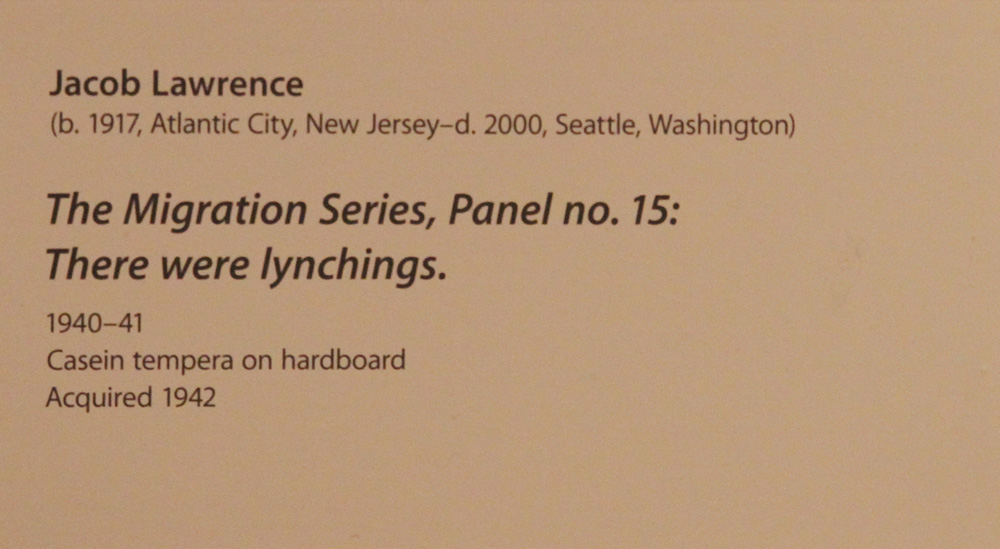 Jacob Lawrence
(b. 1917, Atlantic City, New Jersey–d. 2000, Seattle, Washington)
The Migration Series, Panel no. 15:
There were lynchings.
1940–41
Casein tempera on hardboard
Acquired 1942